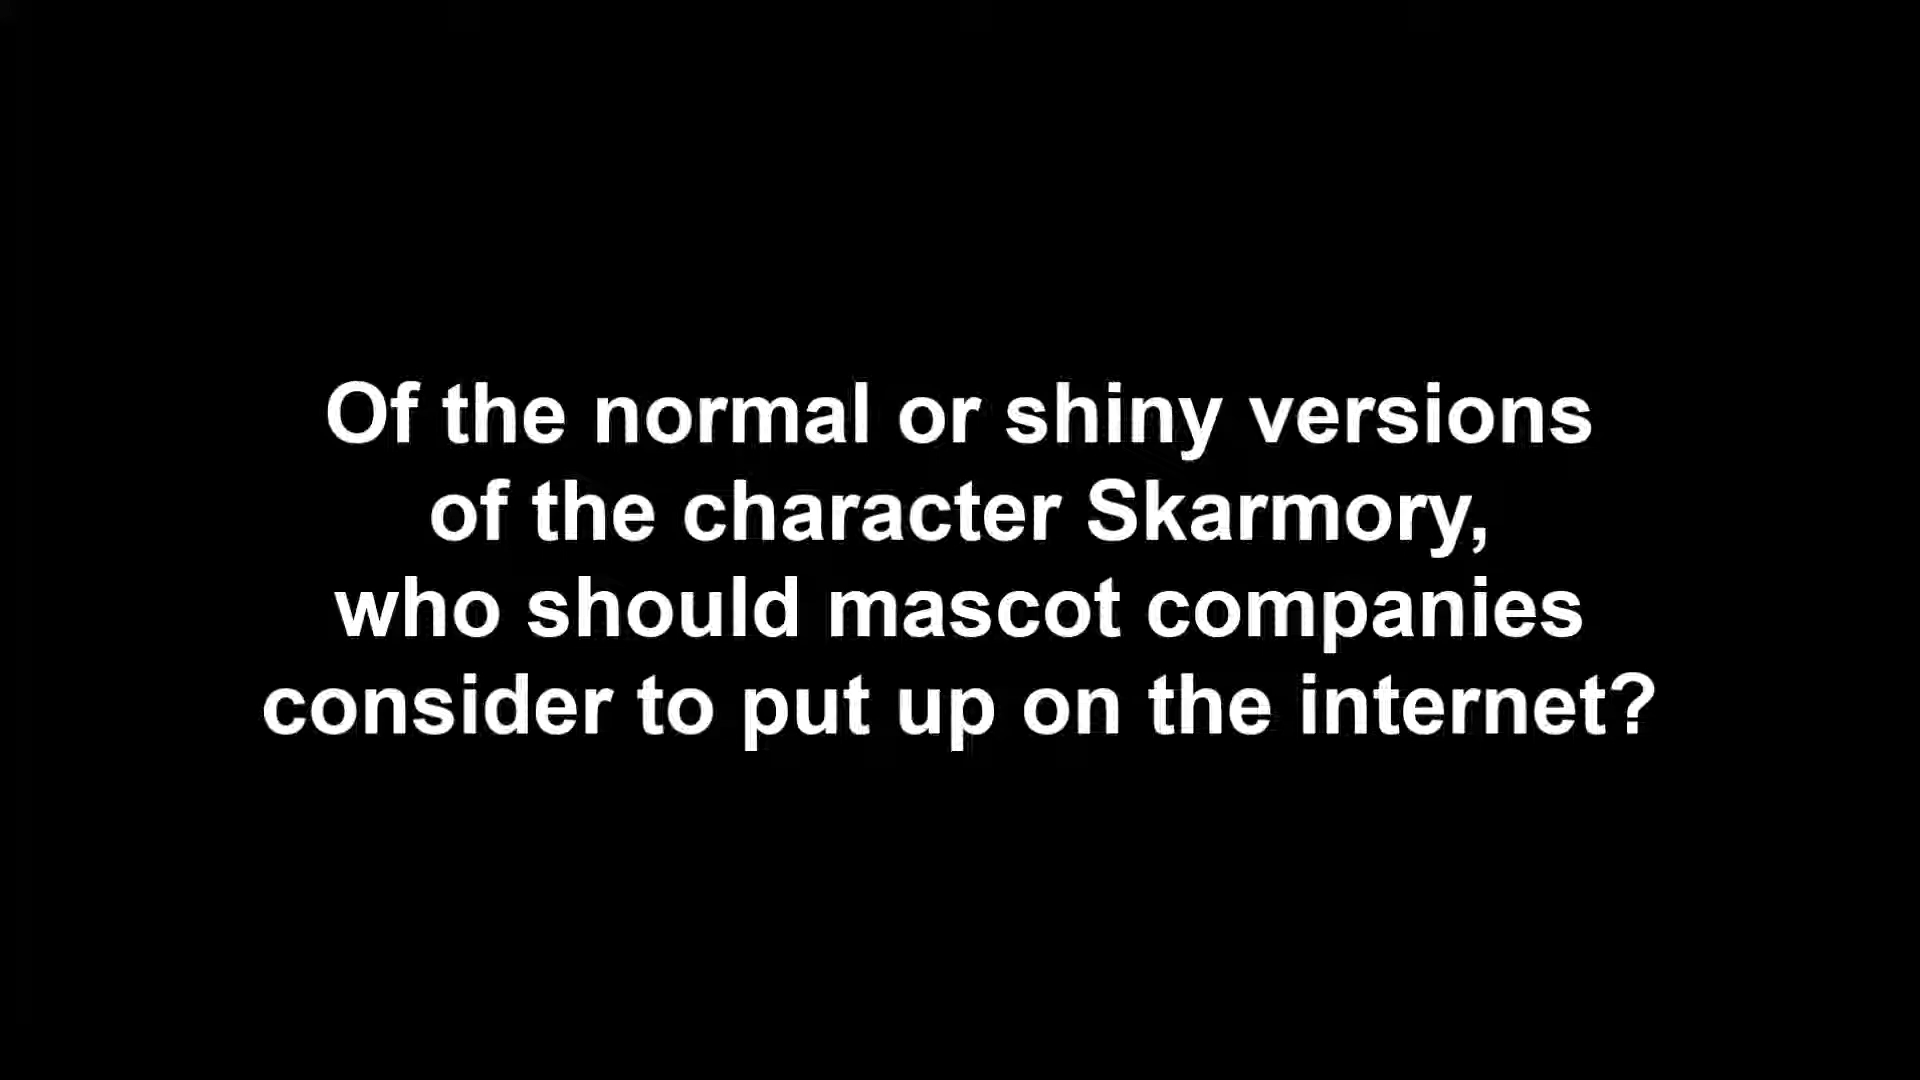 Of the normal or shiny versions
of the character Skarmory,
who should mascot companies
consider to put up on the internet?